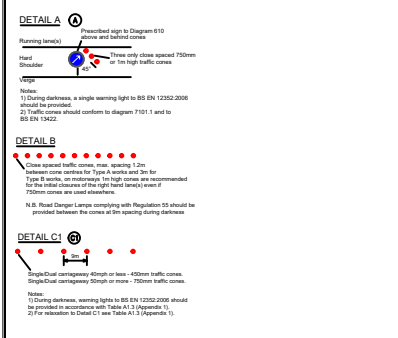 DETAIL A A
Prescribed sign to Diagram 610
above and behind cones
Running lane(s)
Three only close spaced 750mm
or 1m high traffic cones
Hard
Shoulder
45°
Verge
Notes:
1) During darkness, a single warning light to BS EN 12352:2006
should be provided.
2) Traffic cones should conform to diagram 7101.1 and to
BS EN 13422.
DETAIL B
Close spaced traffic cones, max. spacing 1.2m
between cone centres for Type A works and 3m for
Type B works, on motorways 1m high cones are recommended
for the initial closures of the right hand lane(s) even if
750mm cones are used elsewhere.
N.B. Road Danger Lamps complying with Regulation 55 should be
provided between the cones at 9m spacing during darkness
DETAIL C1 C1
9m
Single/Dual carriageway 40mph or less - 450mm traffic cones.
Single/Dual carriageway 50mph or more - 750mm traffic cones.
Notes:
1) During darkness, warning lights to BS EN 12352:2006 should
be provided in accordance with Table A1.3 (Appendix 1).
2) For relaxation to Detail C1 see Table A1.3 (Appendix 1).